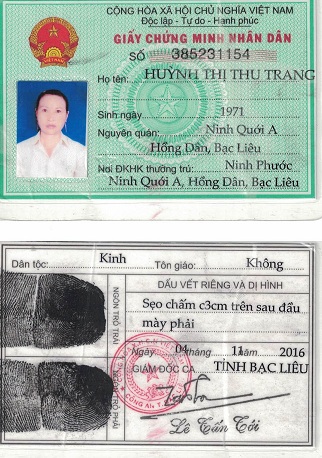 CỘNG HÒA XÃ HỘI CHỦ NGHĨA VIỆT NAM
Độc lập - Tự do - Hạnh phúc
GIẤY CHỨNG MINH NHÂN DÂN
SỐ 385231154
Họ tên: HUỲNH THỊ THU TRANG
Sinh ngày 1971
Nguyên quán: Ninh Quới A
Hồng Dân, Bạc Liêu
Nơi ĐKHK thường trú: Ninh Phước
Ninh Quới A, Hồng Dân, Bạc Liêu
Dân tộc: Kinh Tôn giáo: Không
NGÓN TRỎ TRÁI
NGÓN TRỎ PHẢI
DẤU VẾT RIÊNG VÀ DỊ HÌNH
Sẹo chấm c3cm trên sau đầu
mày phải
Ngày 04 tháng 11 năm 2016
GIÁM ĐỐC CA TỈNH BẠC LIÊU
Lê Tấn Tới